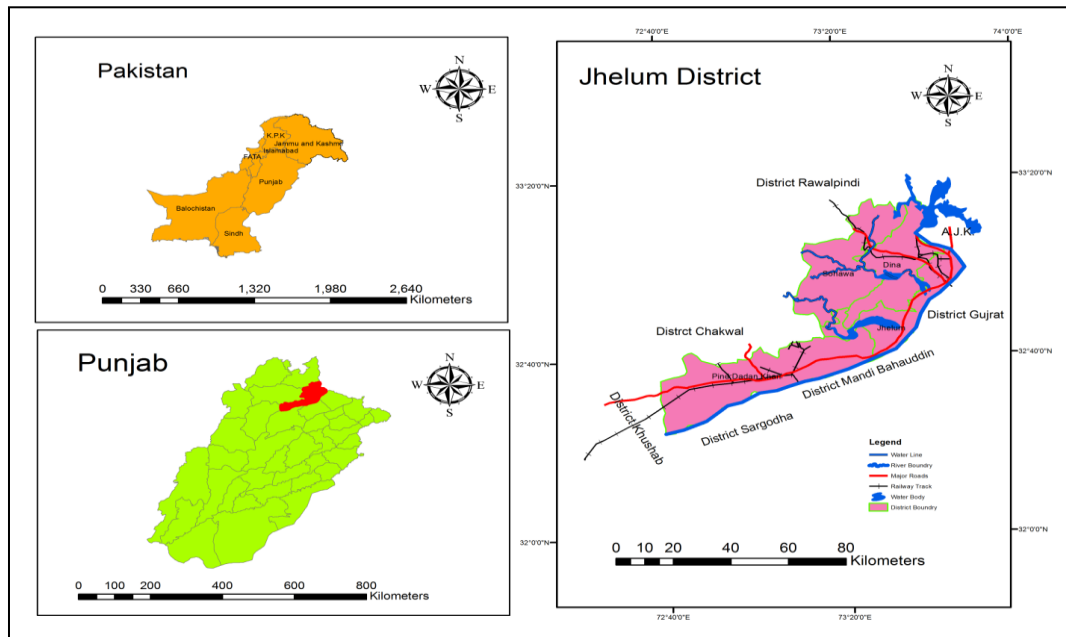 Pakistan
N
W
E
S
K.P.K
Jammu and Kashmir
Islamabad
FATA
Punjab
Balochistan
Sindh
0 330 660 1,320 1,980 2,640
Kilometers
Punjab
N
W
E
S
0 50 100 200 400 600 800
Kilometers
72°40'0"E 73°20'0"E 74°0'0"E
Jhelum District
N
W
E
S
33°20'0"N
33°20'0"N
District Rawalpindi
A.J.K.
Dina
Sohawa
District Gujrat
Jhelum
Distrct Chakwal
32°40'0"N
32°40'0"N
Pind Dadan Khan
District Mandi Bahauddin
District Sargodha
District Khushab
Legend
Water Line
River Boundry
Major Roads
Railway Track
Water Body
District Boundry
32°0'0"N
32°0'0"N
0 10 20 40 60 80
Kilometers
72°40'0"E 73°20'0"E